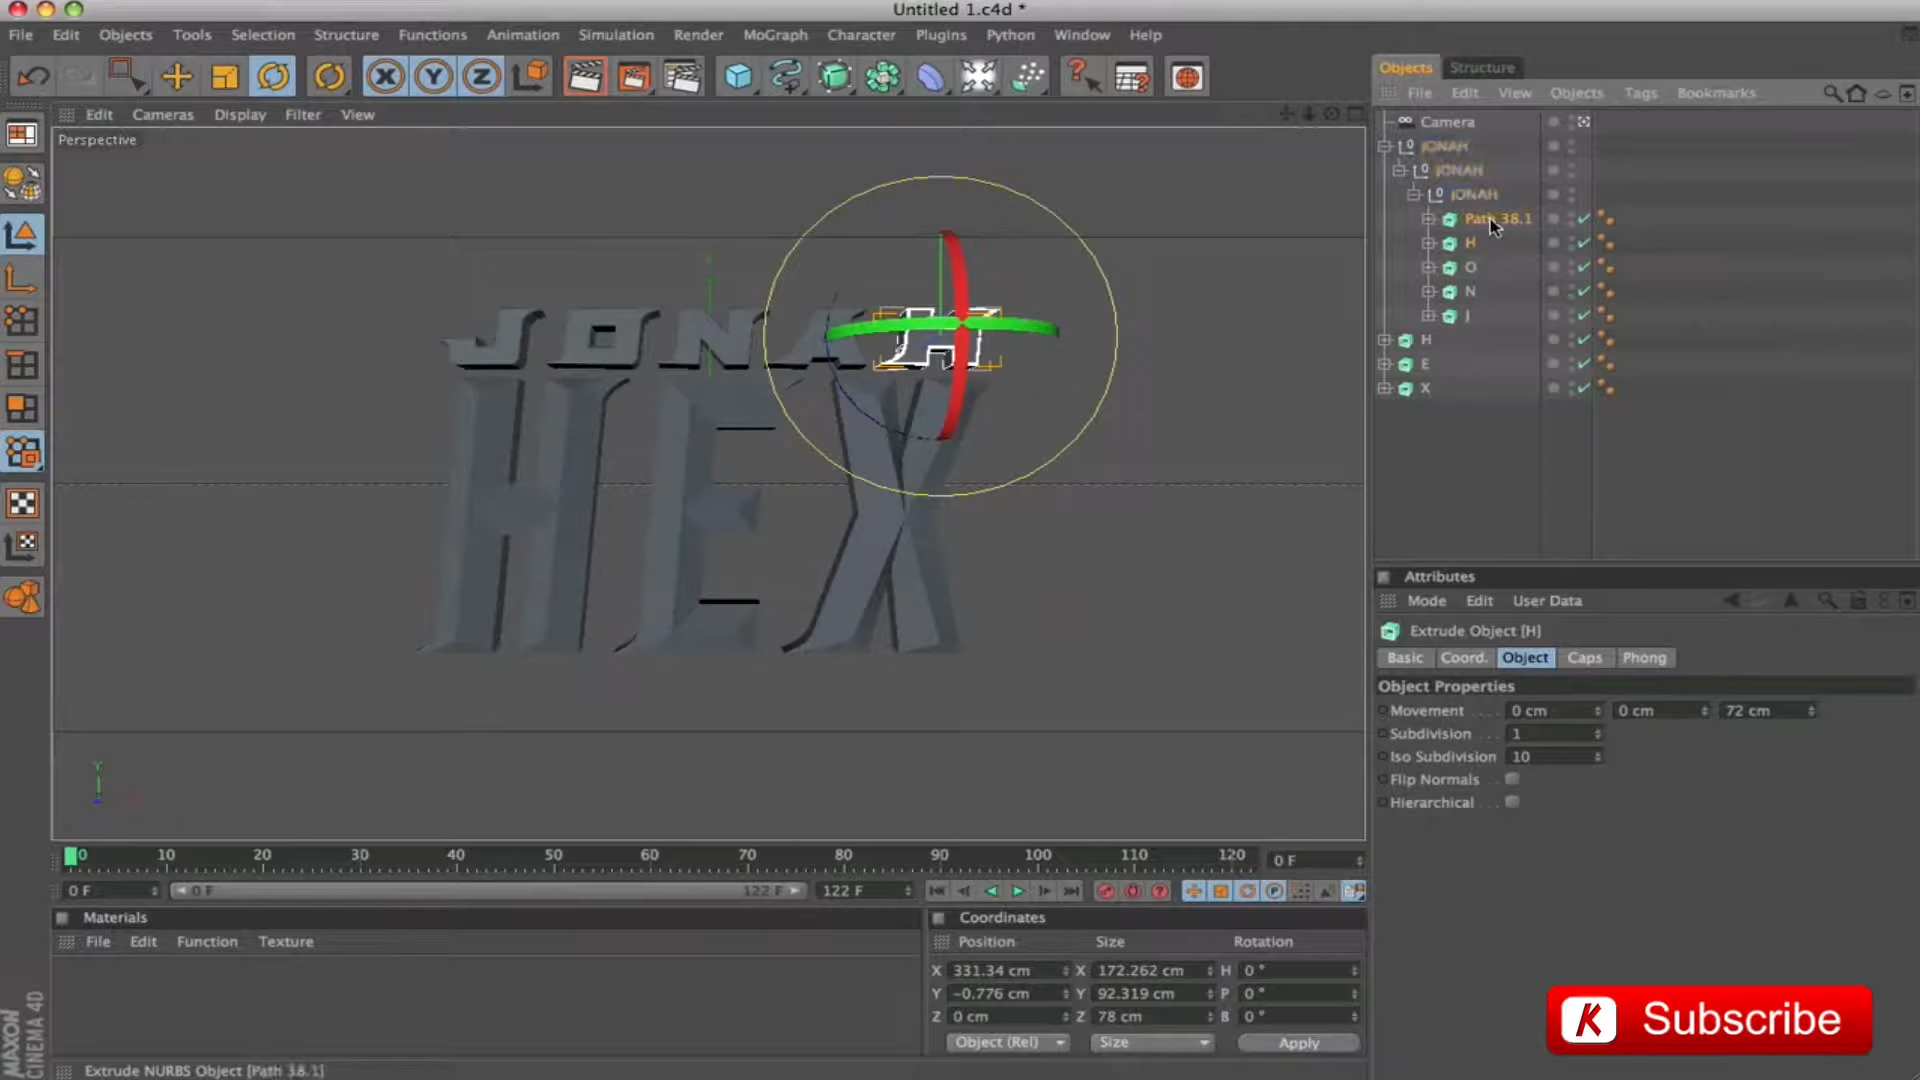 Untitled 1.c4d *
File Edit Objects Tools Selection Structure Functions Animation Simulation Render MoGraph Character Plugins Python Window Help
X Y Z
Objects Structure
File Edit View Objects Tags Bookmarks
Edit Cameras Display Filter View
Perspective
Camera
JONAH
JONAH
JONAH
Path 38.1
H
O
N
J
H
E
X
JONAH
HEX
Y
Attributes
Mode Edit User Data
Extrude Object [H]
Basic Coord. Object Caps Phong
Object Properties
Movement . . . . 0 cm 0 cm 72 cm
Subdivision . . . 1
Iso Subdivision 10
Flip Normals
Hierarchical . . .
0 10 20 30 40 50 60 70 80 90 100 110 120 0 F
0 F 0 F 122 F 122 F
Materials
File Edit Function Texture
Coordinates
Position Size Rotation
X 331.34 cm X 172.262 cm H 0 °
Y -0.776 cm Y 92.319 cm P 0 °
Z 0 cm Z 78 cm B 0 °
Object (Rel) Size Apply
MAXON
CINEMA 4D
Extrude NURBS Object [Path 38.1]
K Subscribe